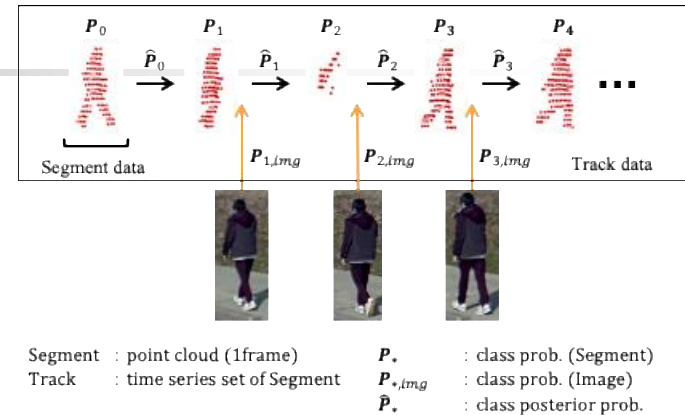 P₀ P₁ P₂ P₃ P₄
P̂₀ P̂₁ P̂₂ P̂₃ ...
P₁,img P₂,img P₃,img
Segment data Track data
Segment : point cloud (1frame) P* : class prob. (Segment)
Track : time series set of Segment P*,img : class prob. (Image)
P̂* : class posterior prob.